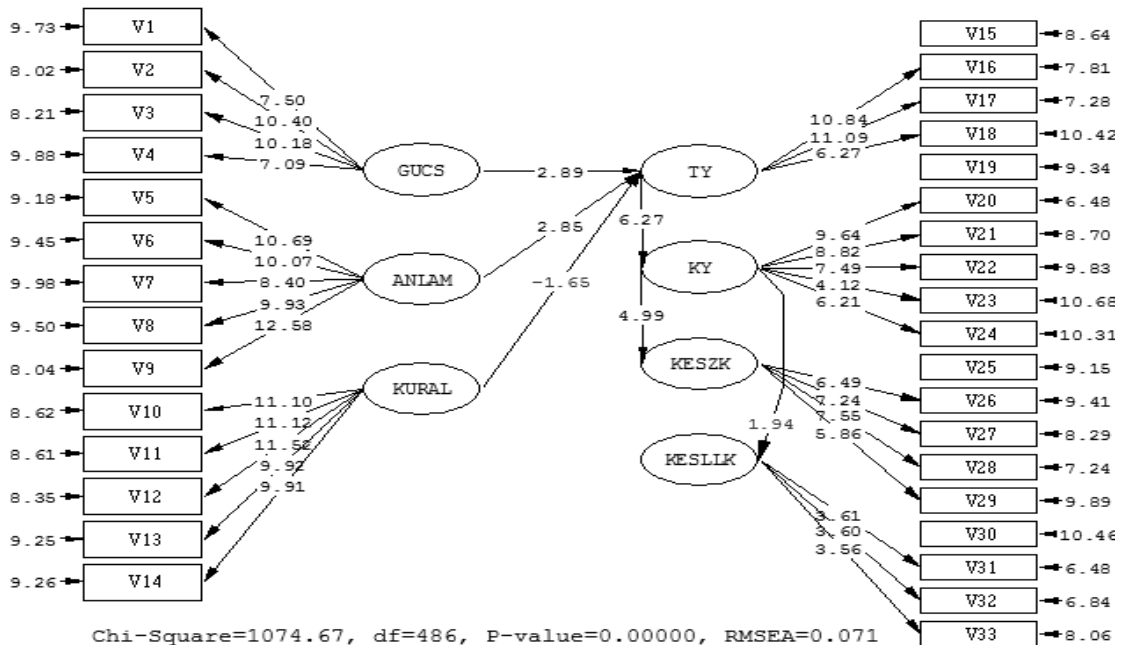 9.73 V1
8.02 V2
8.21 V3
9.88 V4
9.18 V5
9.45 V6
9.98 V7
9.50 V8
8.04 V9
8.62 V10
8.61 V11
8.35 V12
9.25 V13
9.26 V14
7.50
10.40
10.18
7.09
10.69
10.07
8.40
9.93
12.58
11.10
11.12
11.52
9.92
9.91
GUCS
ANLAM
KURAL
2.89
2.85
-1.65
TY
6.27
KY
4.99
KESZK
1.94
KESLLK
10.84
11.09
6.27
9.64
8.82
7.49
4.12
6.21
6.49
7.24
7.55
5.86
3.61
3.60
3.56
V15 8.64
V16 7.81
V17 7.28
V18 10.42
V19 9.34
V20 6.48
V21 8.70
V22 9.83
V23 10.68
V24 10.31
V25 9.15
V26 9.41
V27 8.29
V28 7.24
V29 9.89
V30 10.46
V31 6.48
V32 6.84
V33 8.06
Chi-Square=1074.67, df=486, P-value=0.00000, RMSEA=0.071